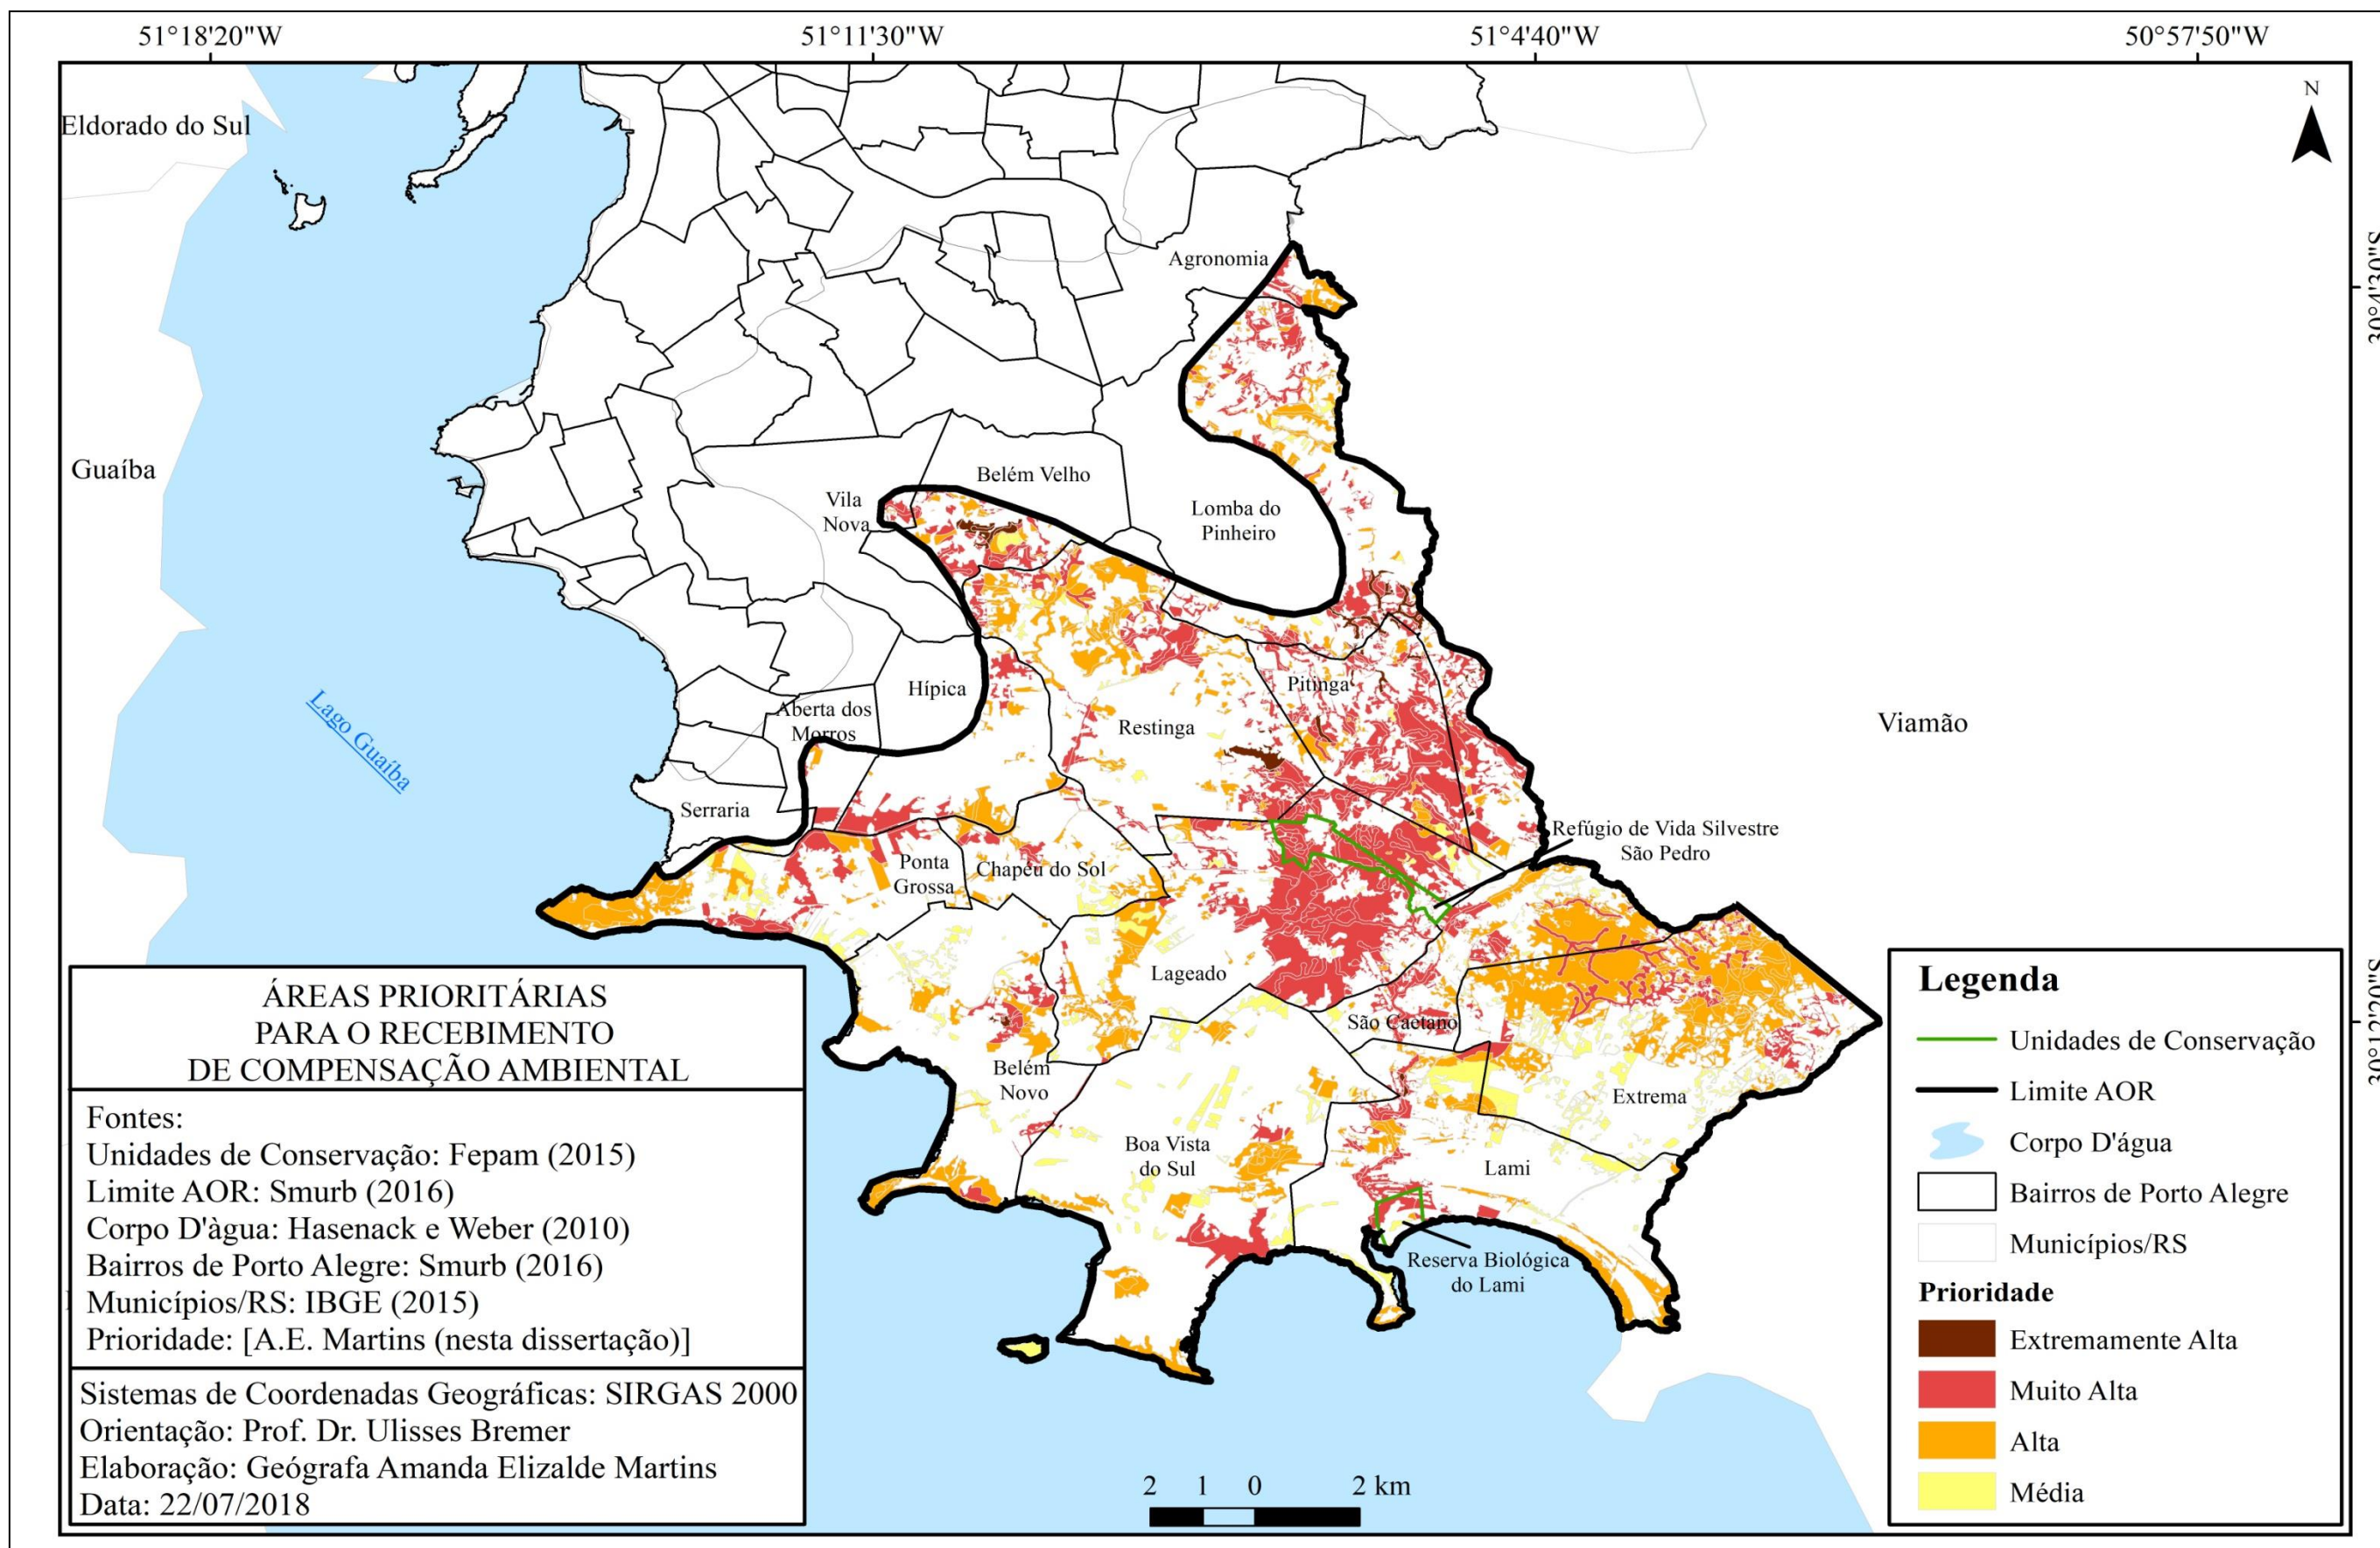 51°18'20"W
51°11'30"W
51°4'40"W
50°57'50"W
N
Eldorado do Sul
Agronomia
30°4'30"S
Guaíba
Belém Velho
Vila
Nova
Lomba do
Pinheiro
Hípica
Pitinga
Aberta dos
Morros
Restinga
Viamão
Lago Guaíba
Serraria
Refúgio de Vida Silvestre
São Pedro
Ponta
Grossa
Chapéu do Sol
Lageado
São Caetano
30°12'20"S
Belém
Novo
Extrema
Boa Vista
do Sul
Lami
Reserva Biológica
do Lami
ÁREAS PRIORITÁRIAS
PARA O RECEBIMENTO
DE COMPENSAÇÃO AMBIENTAL
Fontes:
Unidades de Conservação: Fepam (2015)
Limite AOR: Smurb (2016)
Corpo D'àgua: Hasenack e Weber (2010)
Bairros de Porto Alegre: Smurb (2016)
Municípios/RS: IBGE (2015)
Prioridade: [A.E. Martins (nesta dissertação)]
Sistemas de Coordenadas Geográficas: SIRGAS 2000
Orientação: Prof. Dr. Ulisses Bremer
Elaboração: Geógrafa Amanda Elizalde Martins
Data: 22/07/2018
2 1 0 2 km
Legenda
Unidades de Conservação
Limite AOR
Corpo D'água
Bairros de Porto Alegre
Municípios/RS
Prioridade
Extremamente Alta
Muito Alta
Alta
Média